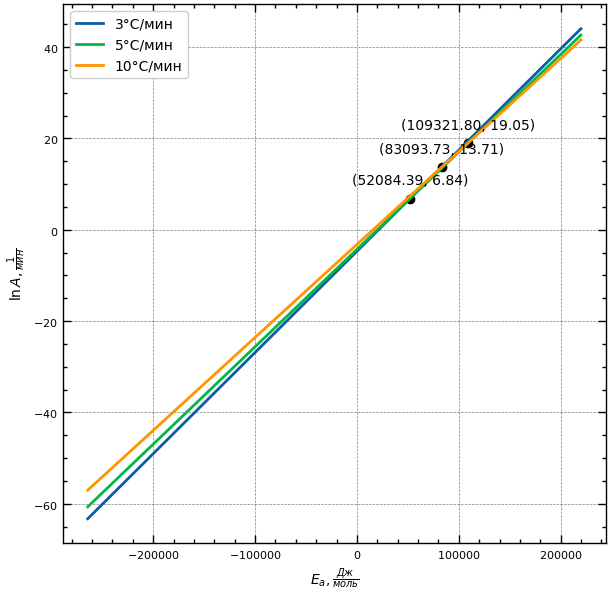 3°C/мин
5°C/мин
10°C/мин
(109321.80, 19.05)
(83093.73, 13.71)
(52084.39, 6.84)
40
20
0
−20
−40
−60
ln A, 1/мин
−200000 −100000 0 100000 200000
Eₐ, Дж/моль